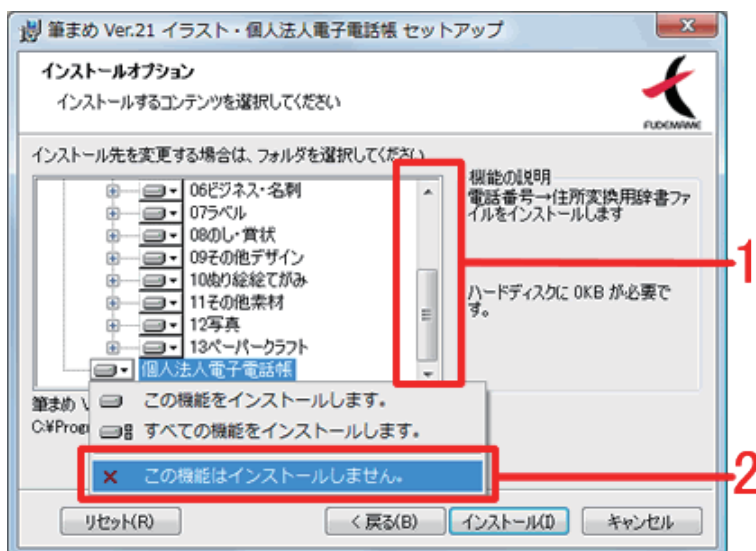 筆まめ Ver.21 イラスト・個人法人電子電話帳 セットアップ
インストールオプション
インストールするコンテンツを選択してください
FUDEMAME
インストール先を変更する場合は、フォルダを選択してください
06ビジネス・名刺
07ラベル
08のし・賞状
09その他デザイン
10ぬり絵絵てがみ
11その他素材
12写真
13ペーパークラフト
個人法人電子電話帳
機能の説明
電話番号→住所変換用辞書ファ
イルをインストールします
ハードディスクに 0KB が必要で
す。
1
筆まめ
C:¥Prog
この機能をインストールします。
すべての機能をインストールします。
この機能はインストールしません。
2
リセット(R)
< 戻る(B)
インストール(I)
キャンセル